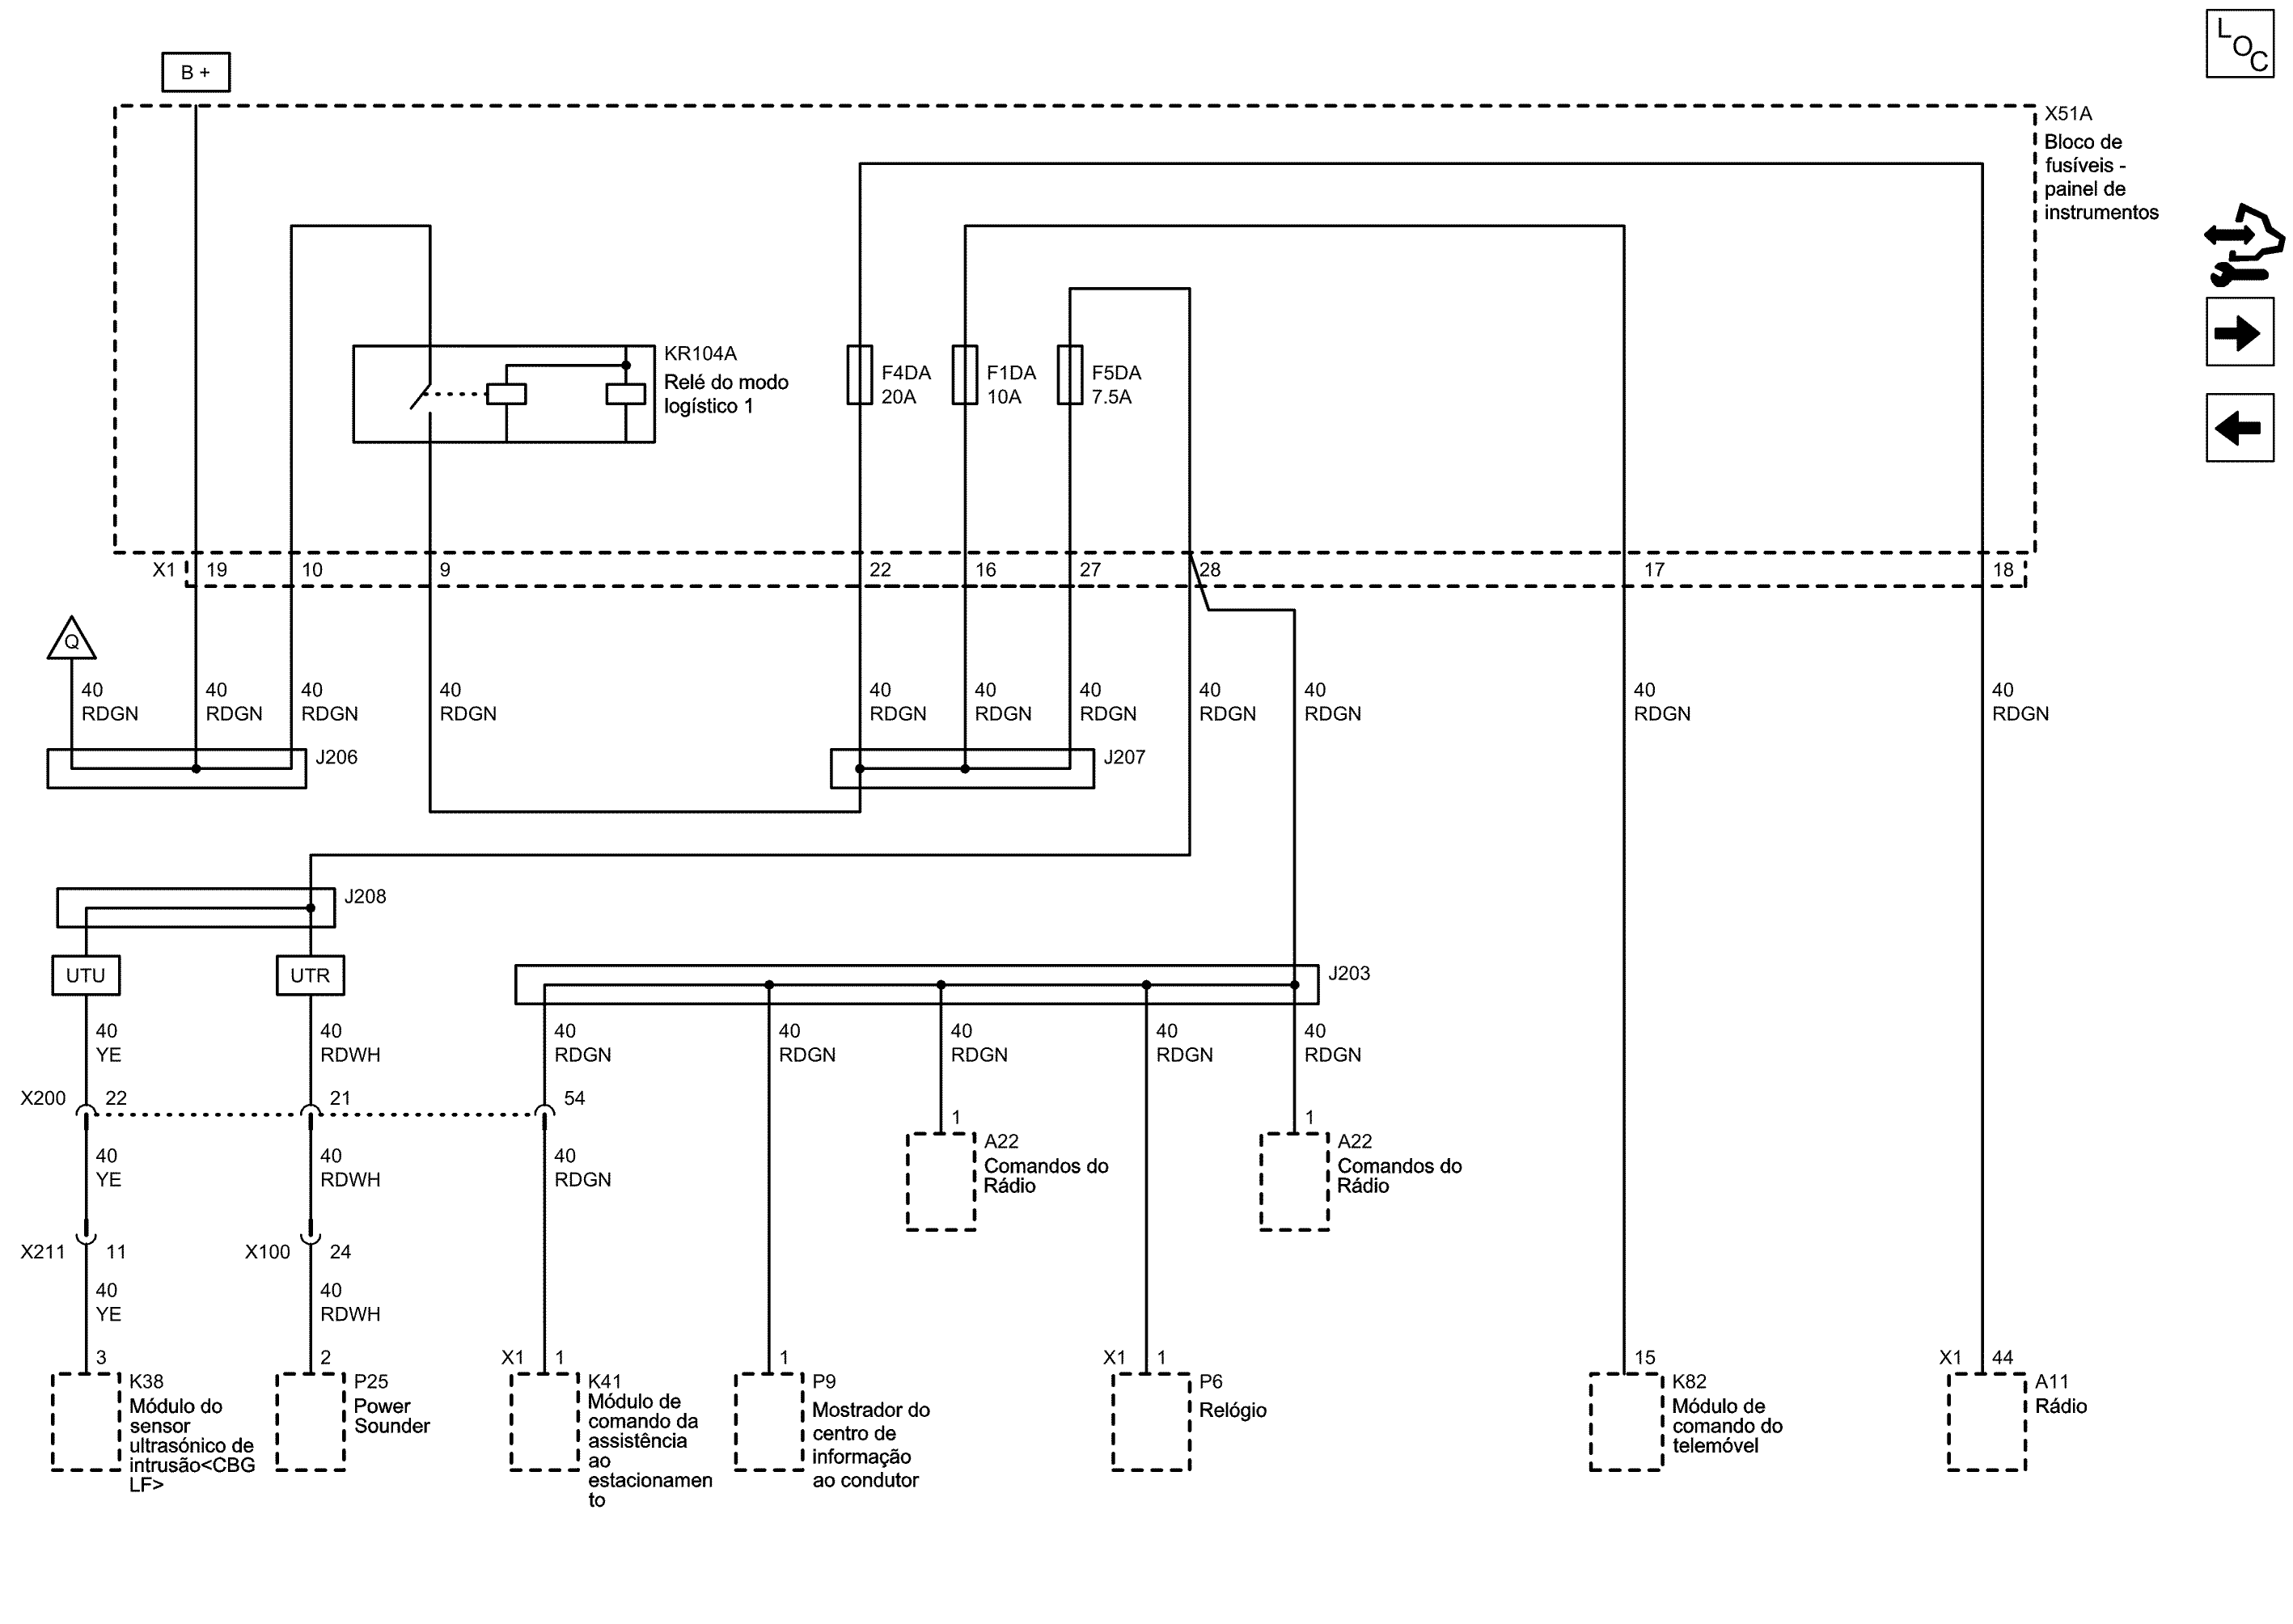 L
O
C
B +
X51A
Bloco de
fusíveis -
painel de
instrumentos
KR104A
Relé do modo
logístico 1
F4DA
20A
F1DA
10A
F5DA
7.5A
X1 19 10 9 22 16 27 28 17 18
Q
40 40 40 40 40 40 40 40 40 40 40
RDGN RDGN RDGN RDGN RDGN RDGN RDGN RDGN RDGN RDGN RDGN
J206
J207
J208
UTU UTR
J203
40 40 40 40 40 40 40
YE RDWH RDGN RDGN RDGN RDGN RDGN
X200 22 21 54
1 1
A22
Comandos do
Rádio
A22
Comandos do
Rádio
40 40 40
YE RDWH RDGN
X211 11 X100 24
40 40
YE RDWH
3 2 X1 1 1 X1 1 15 X1 44
K38
Módulo do
sensor
ultrasónico de
intrusão<CBG
LF>
P25
Power
Sounder
K41
Módulo de
comando da
assistência
ao
estacionamen
to
P9
Mostrador do
centro de
informação
ao condutor
P6
Relógio
K82
Módulo de
comando do
telemóvel
A11
Rádio